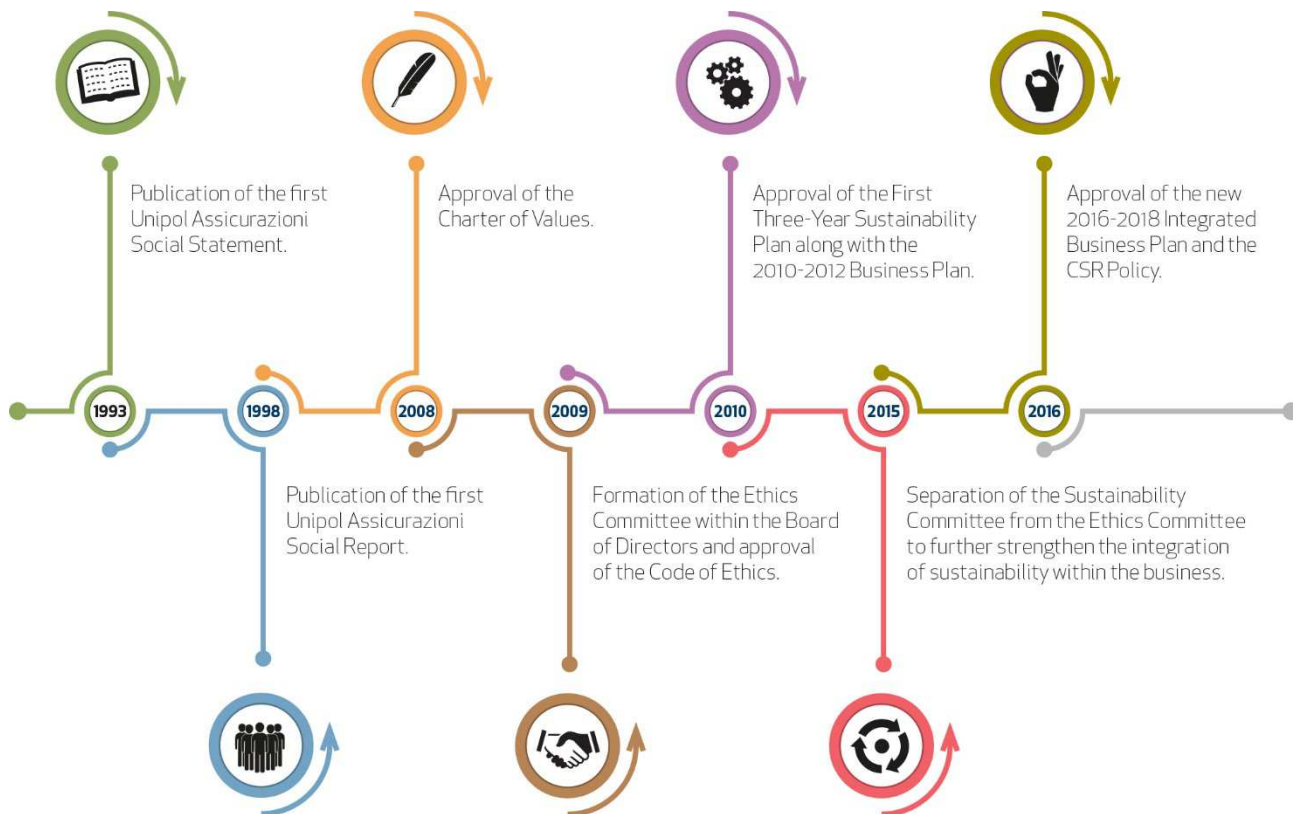 Publication of the first
Unipol Assicurazioni
Social Statement.
Approval of the
Charter of Values.
Approval of the First
Three-Year Sustainability
Plan along with the
2010-2012 Business Plan.
Approval of the new
2016-2018 Integrated
Business Plan and the
CSR Policy.
1993
1998
2008
2009
2010
2015
2016
Publication of the first
Unipol Assicurazioni
Social Report.
Formation of the Ethics
Committee within the Board
of Directors and approval
of the Code of Ethics.
Separation of the Sustainability
Committee from the Ethics Committee
to further strengthen the integration
of sustainability within the business.